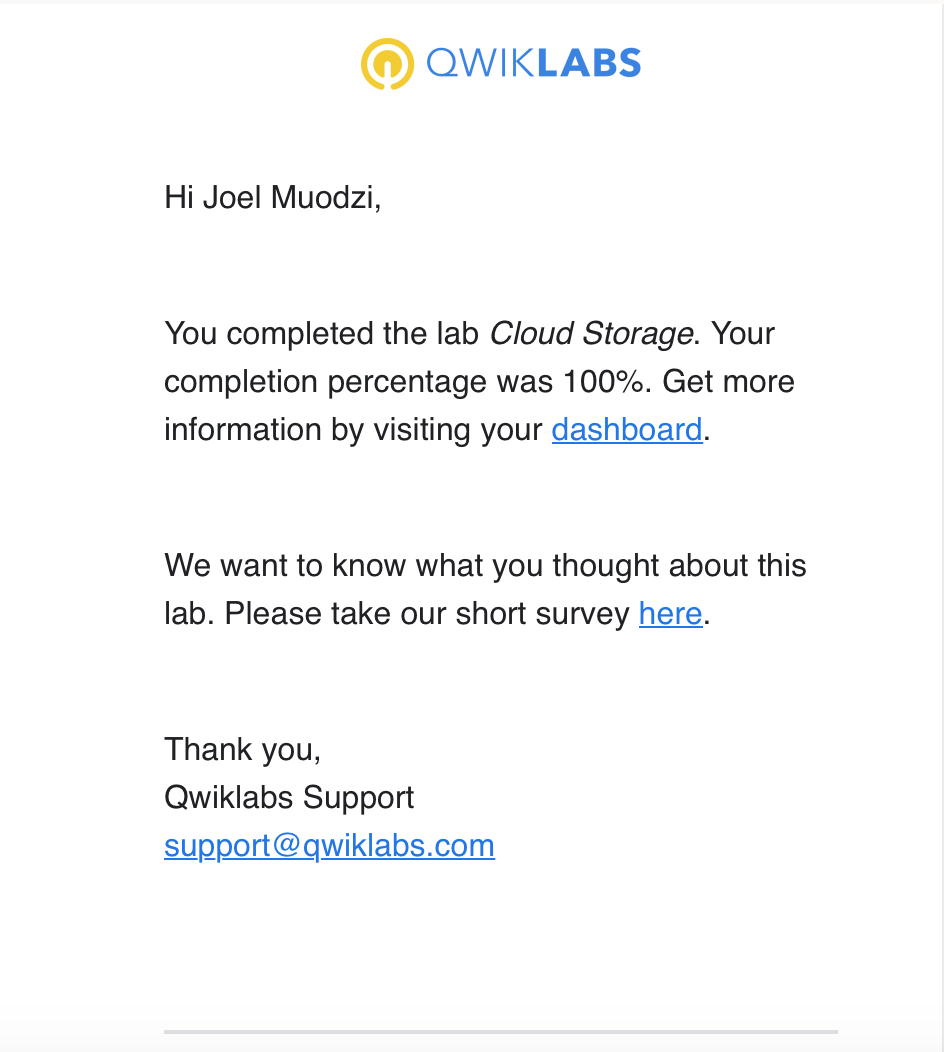 QWIKLABS
Hi Joel Muodzi,
You completed the lab Cloud Storage. Your
completion percentage was 100%. Get more
information by visiting your dashboard.
We want to know what you thought about this
lab. Please take our short survey here.
Thank you,
Qwiklabs Support
support@qwiklabs.com